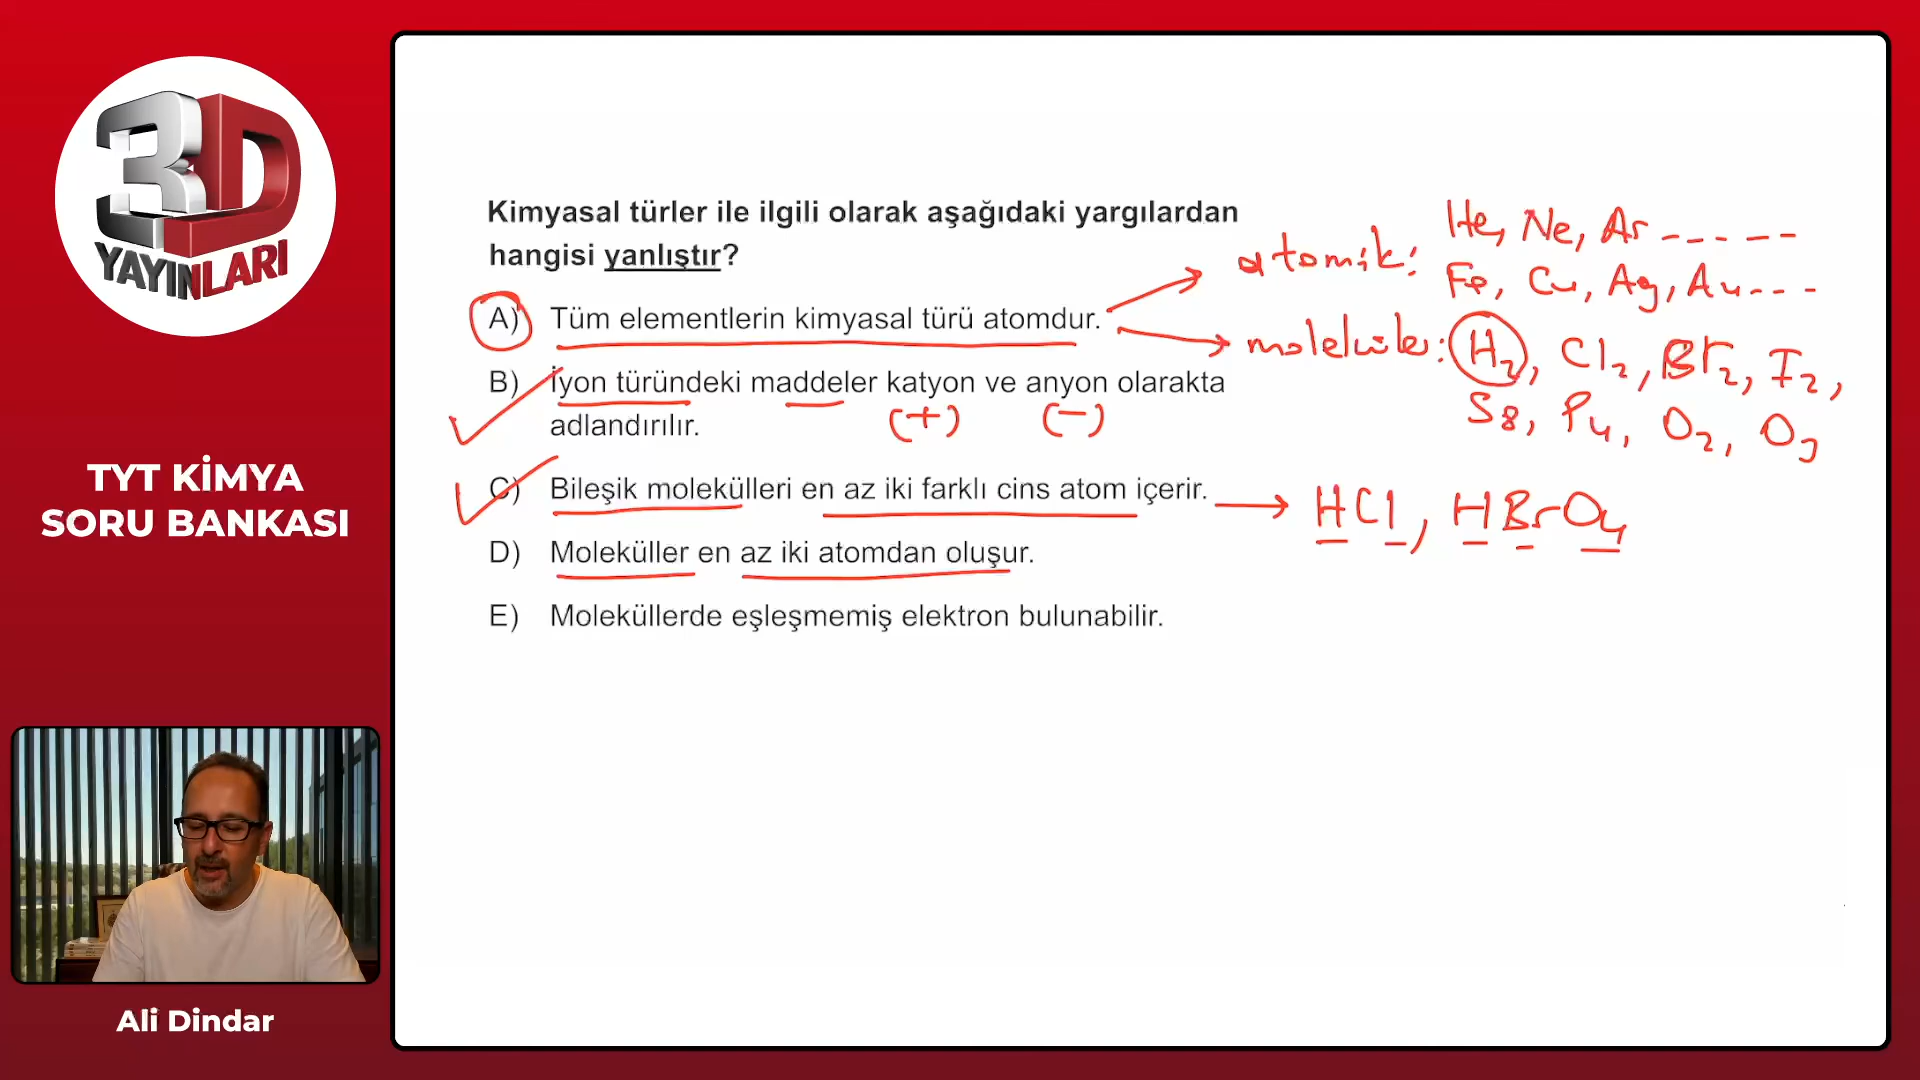 3D
YAYINLARI
TYT KİMYA
SORU BANKASI
Ali Dindar
Kimyasal türler ile ilgili olarak aşağıdaki yargılardan
hangisi yanlıştır?
A) Tüm elementlerin kimyasal türü atomdur.
B) İyon türündeki maddeler katyon ve anyon olarakta
(+) (-)
adlandırılır.
C) Bileşik molekülleri en az iki farklı cins atom içerir.
D) Moleküller en az iki atomdan oluşur.
E) Moleküllerde eşleşmemiş elektron bulunabilir.
atomik: He, Ne, Ar -----
Fe, Cu, Ag, Au---
moleküler: H2, Cl2, Br2, I2,
S8, P4, O2, O3
HCl, HBrO4